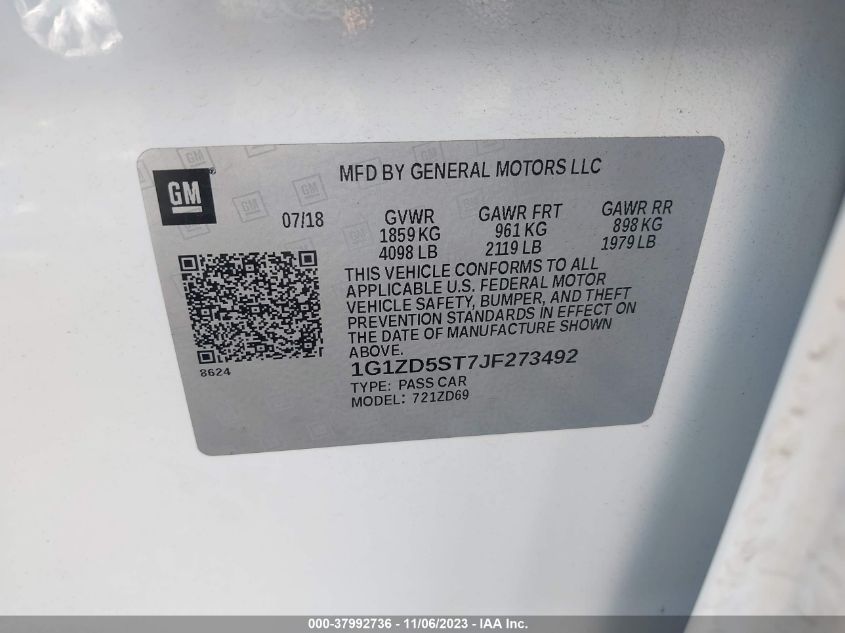 GM
MFD BY GENERAL MOTORS LLC
07/18
GVWR GAWR FRT GAWR RR
1859 KG 961 KG 898 KG
4098 LB 2119 LB 1979 LB
THIS VEHICLE CONFORMS TO ALL
APPLICABLE U.S. FEDERAL MOTOR
VEHICLE SAFETY, BUMPER, AND THEFT
PREVENTION STANDARDS IN EFFECT ON
THE DATE OF MANUFACTURE SHOWN
ABOVE.
8624
1G1ZD5ST7JF273492
TYPE: PASS CAR
MODEL: 721ZD69
000-37992736 - 11/06/2023 - 1STJAN - IAA Inc.